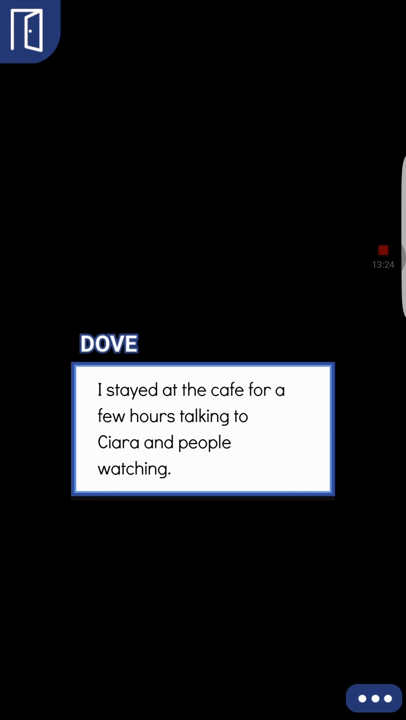 13:24
DOVE
I stayed at the cafe for a
few hours talking to
Ciara and people
watching.